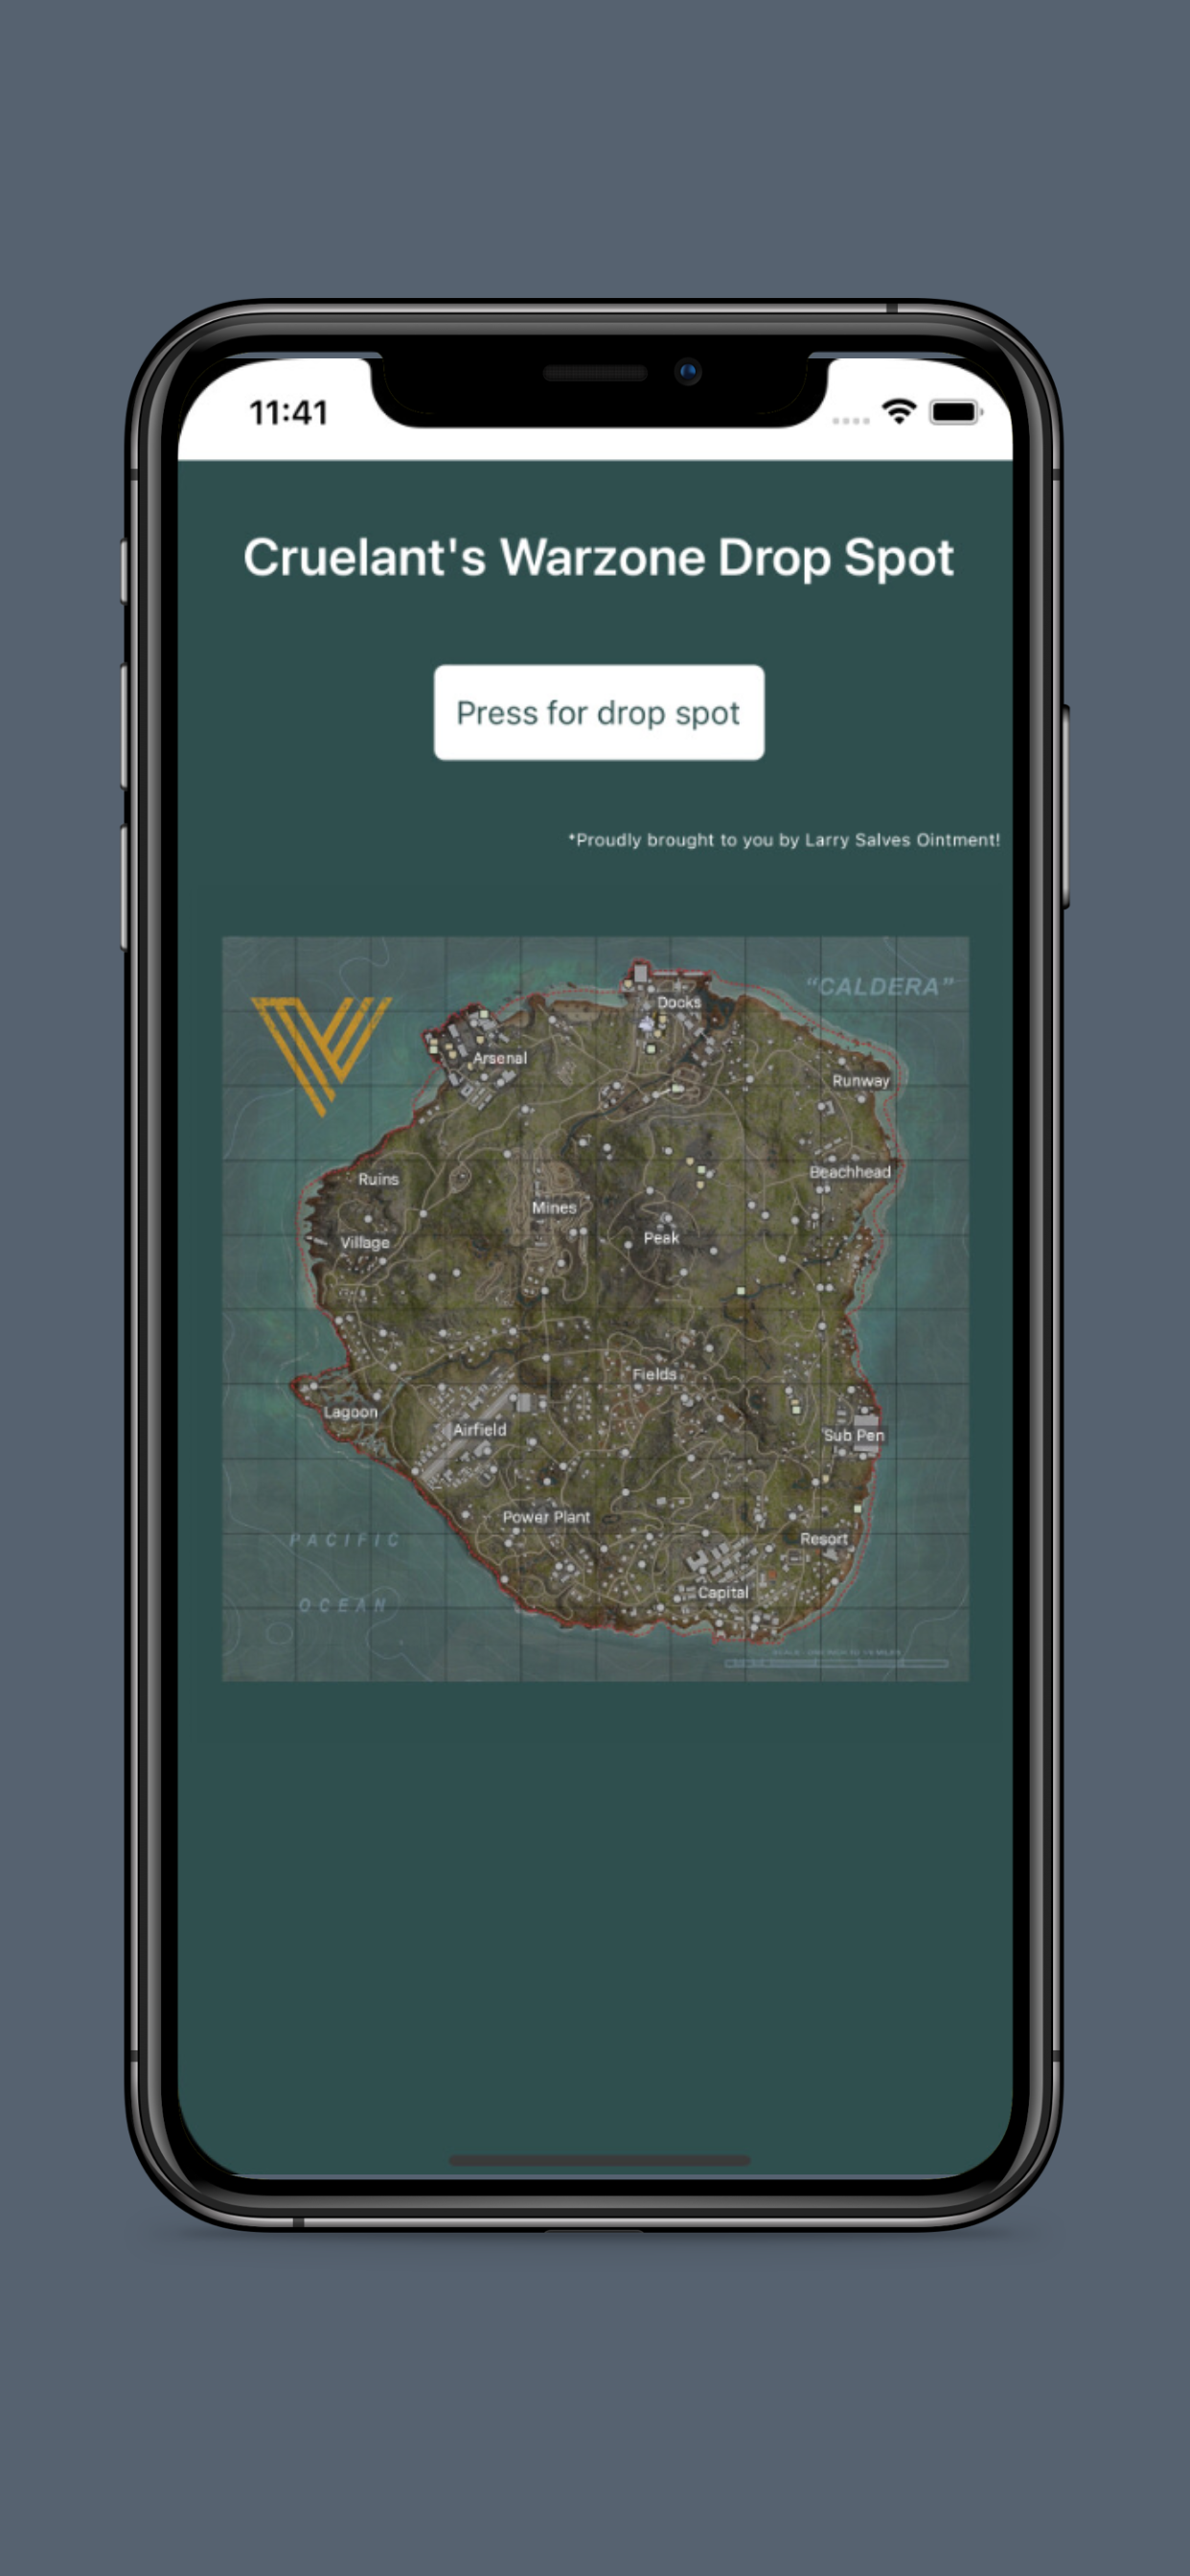 11:41
Cruelant's Warzone Drop Spot
Press for drop spot
*Proudly brought to you by Larry Salves Ointment!
"CALDERA"
Docks
Arsenal
Runway
Beachhead
Ruins
Mines
Peak
Village
Fields
Lagoon
Airfield
Sub Pen
Power Plant
PACIFIC
Resort
Capital
OCEAN